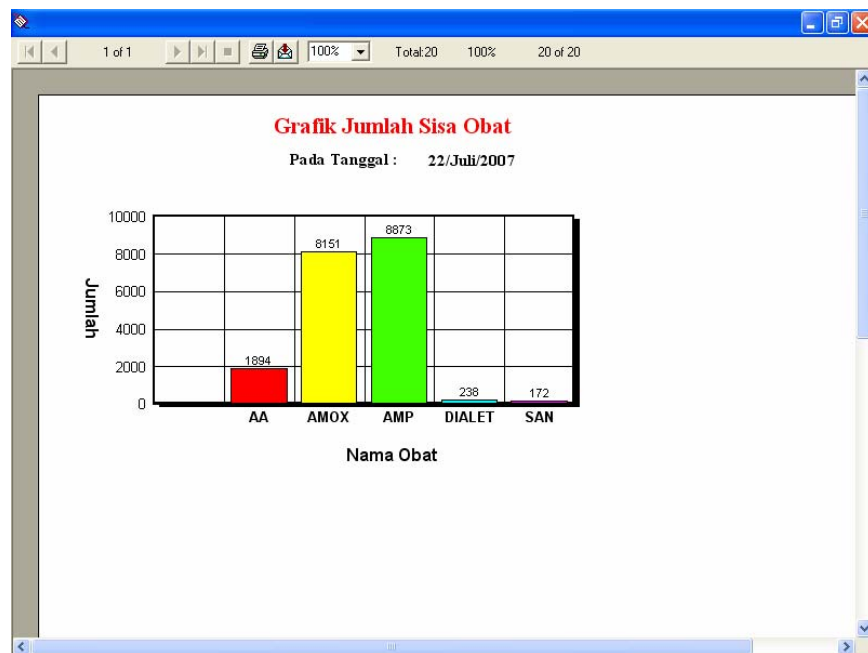 1 of 1 100% Total:20 100% 20 of 20
Grafik Jumlah Sisa Obat
Pada Tanggal : 22/Juli/2007
10000
8000
6000
4000
2000
0
Jumlah
1894
8151
8873
238
172
AA AMOX AMP DIALET SAN
Nama Obat